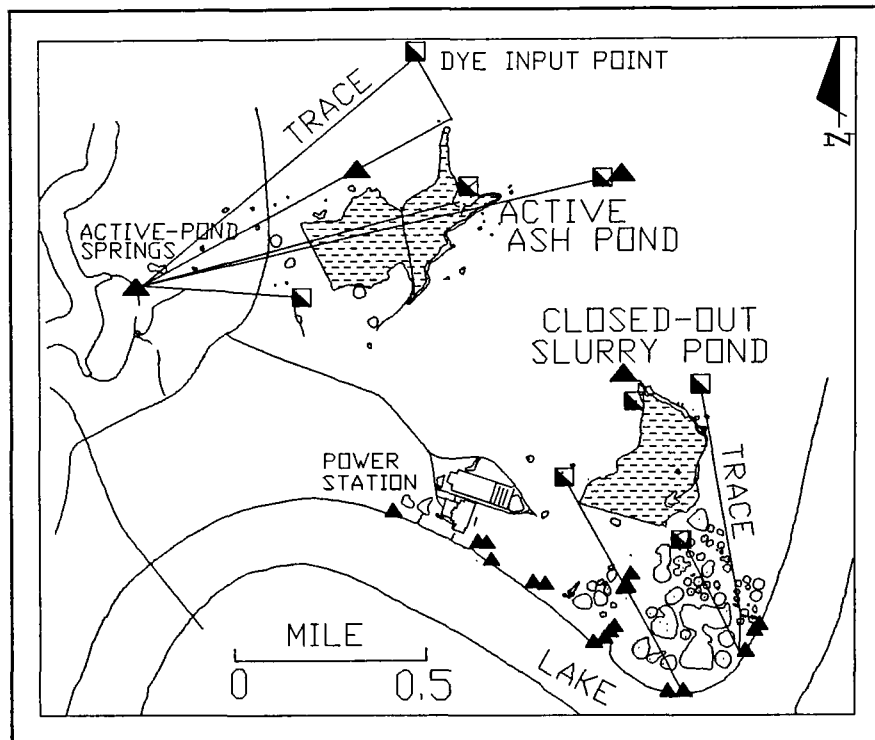 DYE INPUT POINT
TRACE
N
ACTIVE-POND
SPRINGS
ACTIVE
ASH POND
CLOSED-OUT
SLURRY POND
POWER
STATION
TRACE
MILE
0 0.5
LAKE